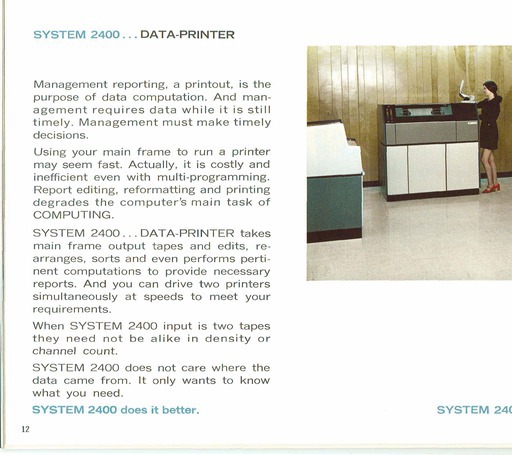 SYSTEM 2400 . . . DATA-PRINTER
Management reporting, a printout, is the
purpose of data computation. And man-
agement requires data while it is still
timely. Management must make timely
decisions.
Using your main frame to run a printer
may seem fast. Actually, it is costly and
inefficient even with multi-programming.
Report editing, reformatting and printing
degrades the computer's main task of
COMPUTING.
SYSTEM 2400 . . . DATA-PRINTER takes
main frame output tapes and edits, re-
arranges, sorts and even performs perti-
nent computations to provide necessary
reports. And you can drive two printers
simultaneously at speeds to meet your
requirements.
When SYSTEM 2400 input is two tapes
they need not be alike in density or
channel count.
SYSTEM 2400 does not care where the
data came from. It only wants to know
what you need.
SYSTEM 2400 does it better.
SYSTEM 240
12